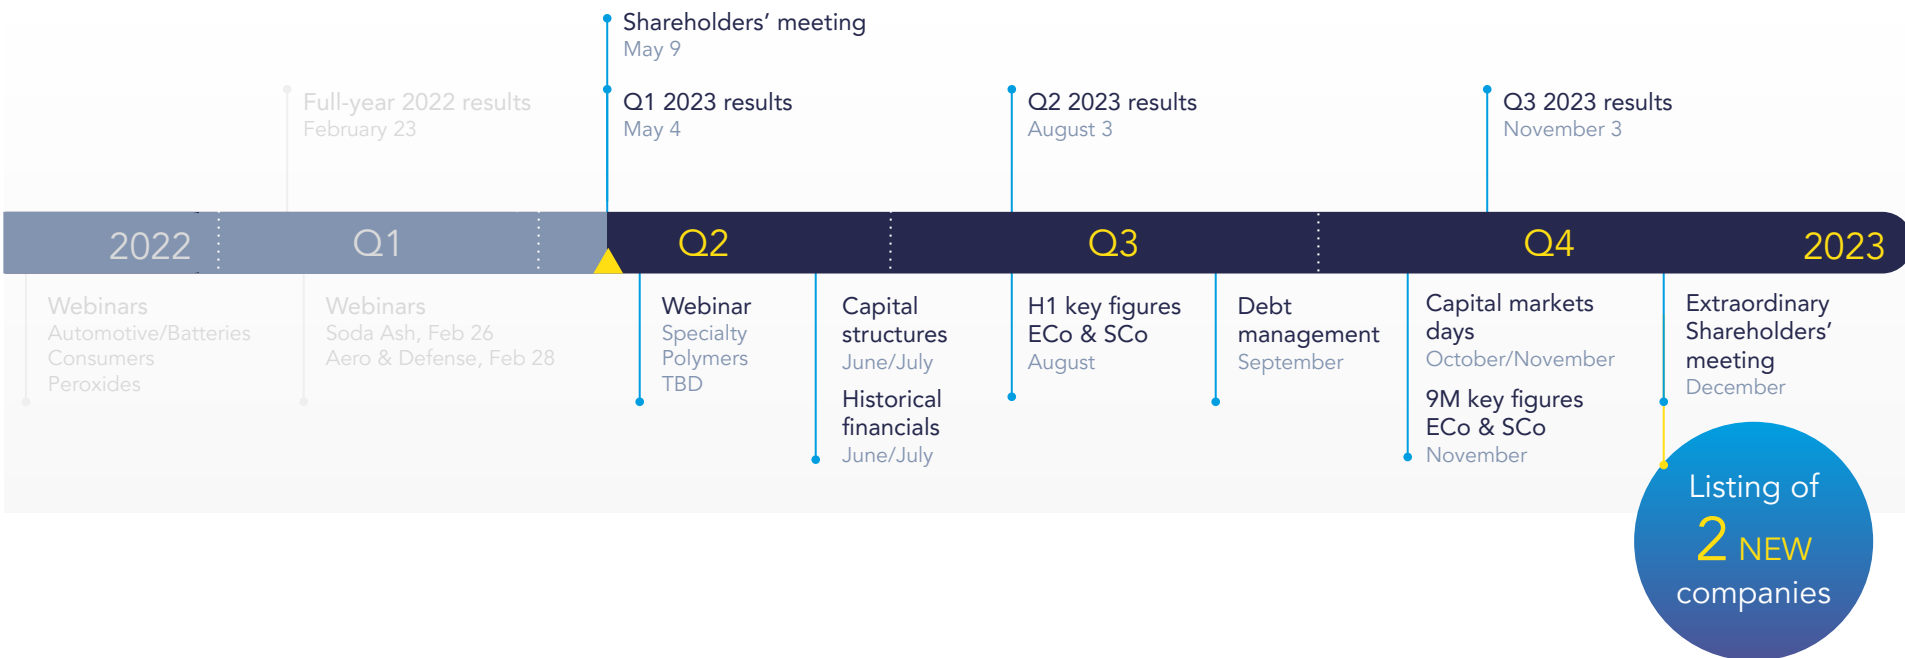 Shareholders’ meeting
May 9
Full-year 2022 results
February 23
Q1 2023 results
May 4
Q2 2023 results
August 3
Q3 2023 results
November 3
2022
Q1
Q2
Q3
Q4
2023
Webinars
Automotive/Batteries
Consumers
Peroxides
Webinars
Soda Ash, Feb 26
Aero & Defense, Feb 28
Webinar
Specialty
Polymers
TBD
Capital
structures
June/July
Historical
financials
June/July
H1 key figures
ECo & SCo
August
Debt
management
September
Capital markets
days
October/November
9M key figures
ECo & SCo
November
Extraordinary
Shareholders’
meeting
December
Listing of
2 NEW
companies